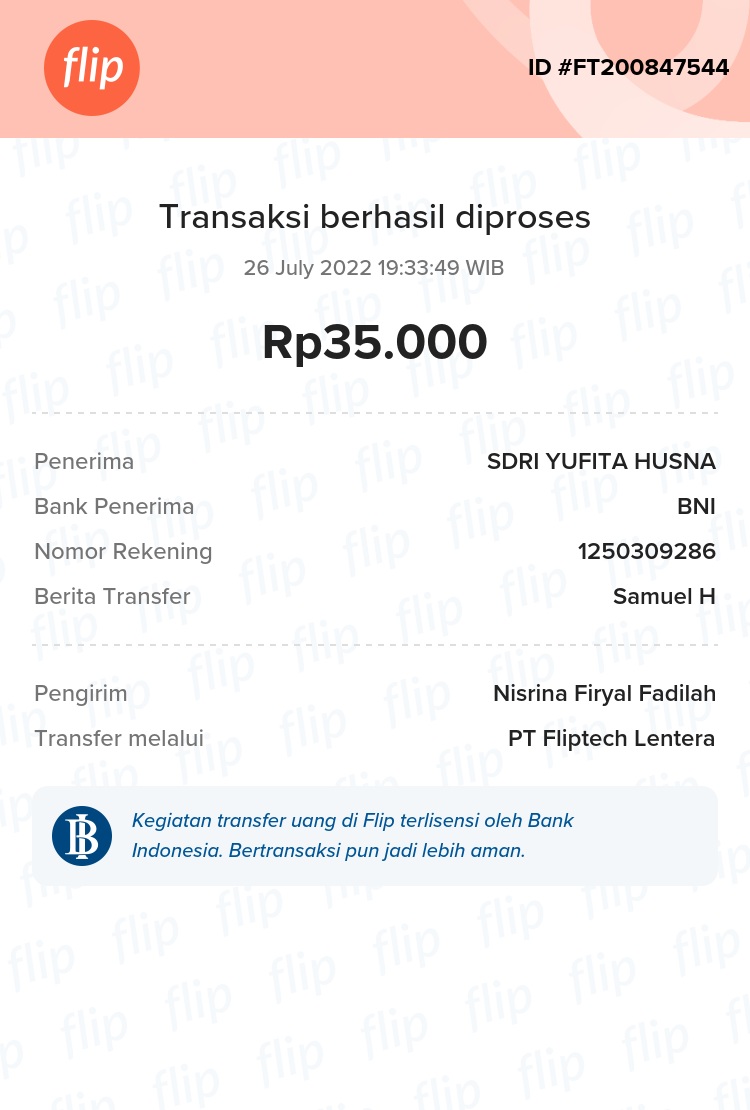 flip
ID #FT200847544
Transaksi berhasil diproses
26 July 2022 19:33:49 WIB
Rp35.000
Penerima SDRI YUFITA HUSNA
Bank Penerima BNI
Nomor Rekening 1250309286
Berita Transfer Samuel H
Pengirim Nisrina Firyal Fadilah
Transfer melalui PT Fliptech Lentera
Kegiatan transfer uang di Flip terlisensi oleh Bank
Indonesia. Bertransaksi pun jadi lebih aman.